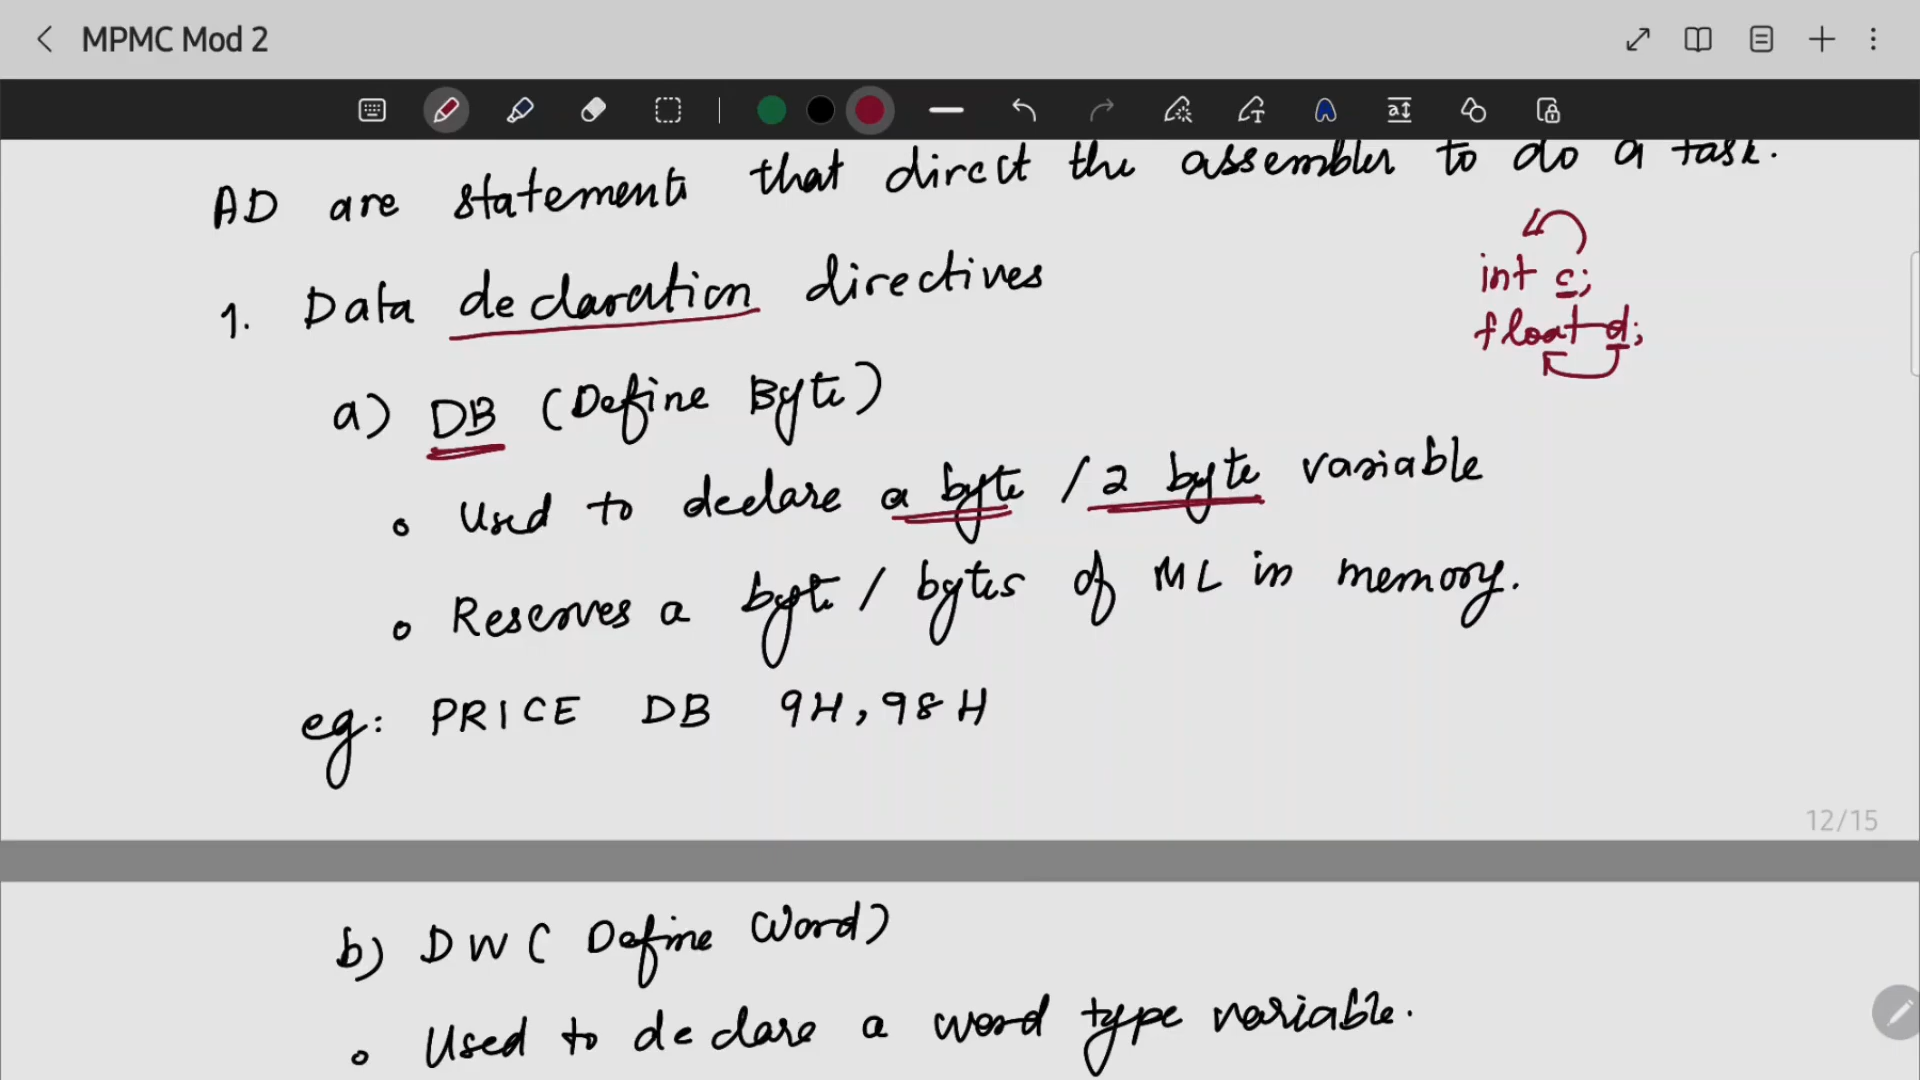 MPMC Mod 2
AD are statements that direct the assembler to do a task.
int c;
float d;
1. Data declaration directives
a) DB (Define Byte)
• Used to declare a byte / 2 byte variable
• Reserves a byte / bytes of ML in memory.
eg: PRICE DB 9H, 98H
12/15
b) DW ( Define Word)
• Used to declare a word type variable.